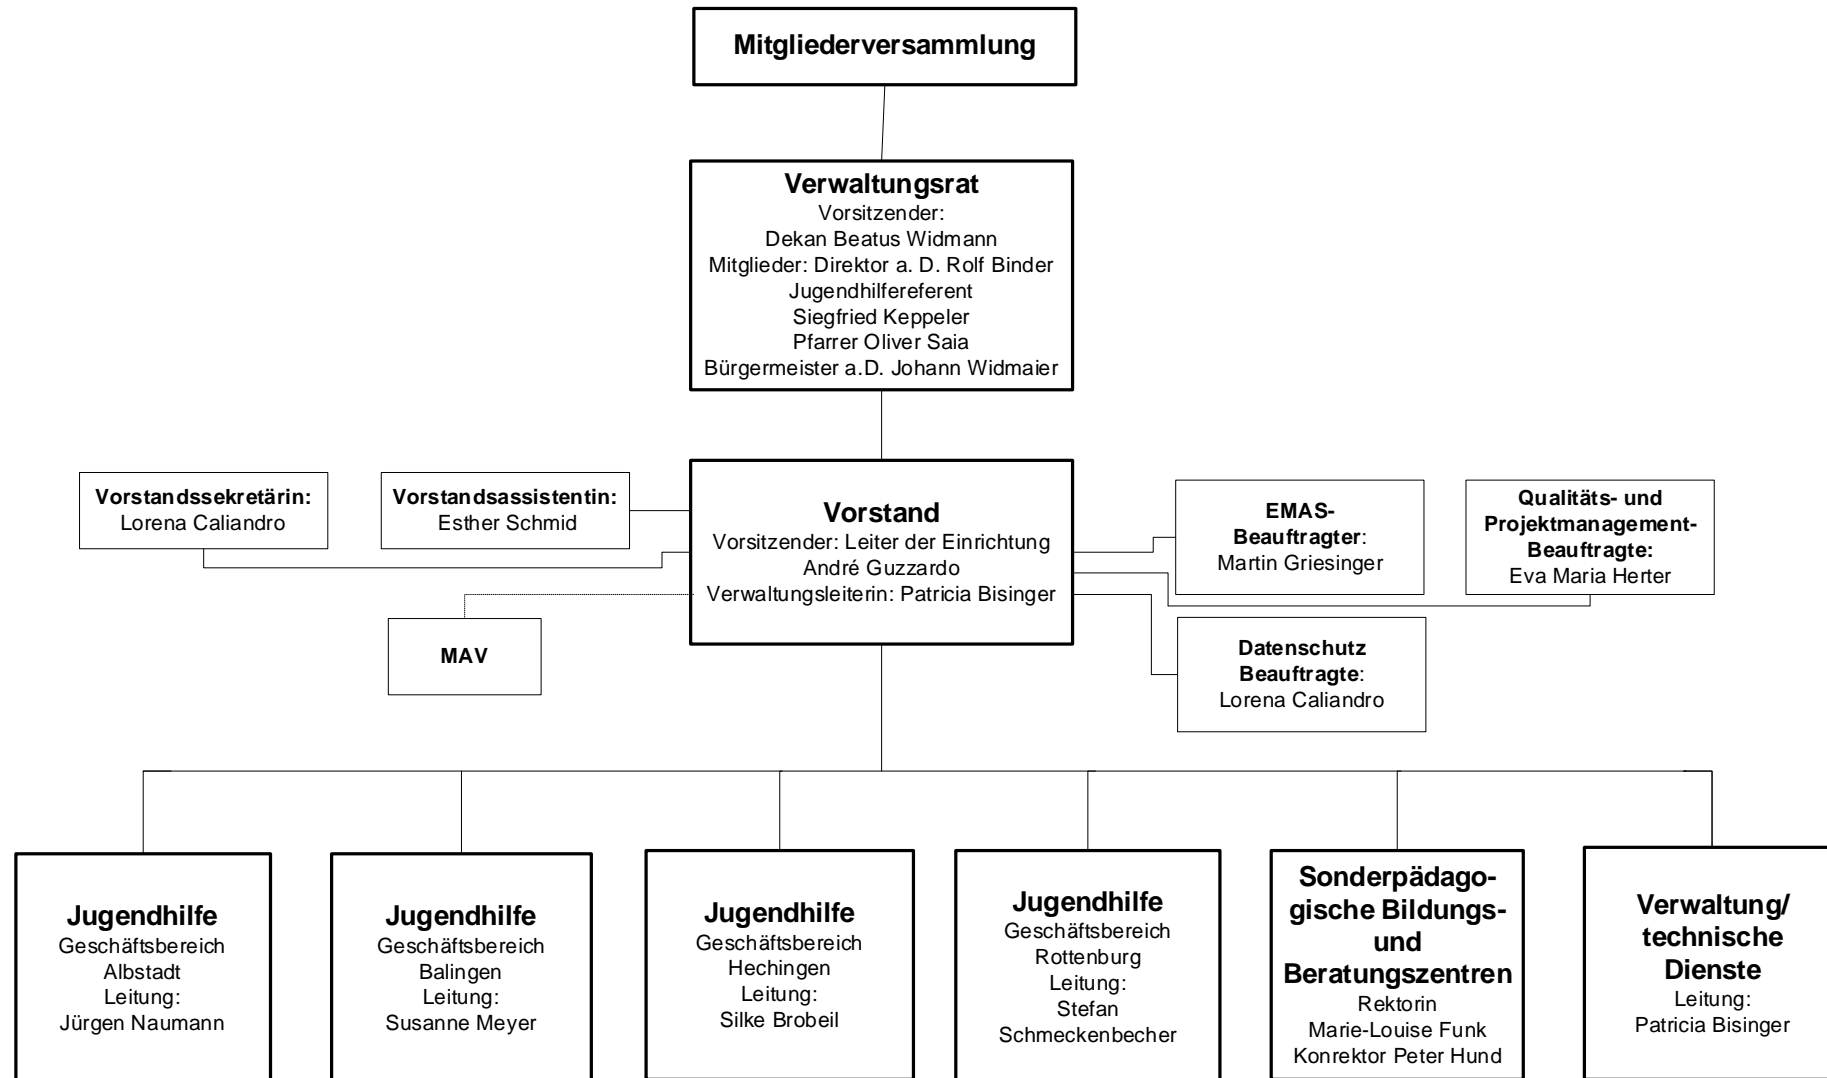 Mitgliederversammlung
Verwaltungsrat
Vorsitzender:
Dekan Beatus Widmann
Mitglieder: Direktor a. D. Rolf Binder
Jugendhilfereferent
Siegfried Keppeler
Pfarrer Oliver Saia
Bürgermeister a.D. Johann Widmaier
Vorstandssekretärin:
Lorena Caliandro
Vorstandsassistentin:
Esther Schmid
Vorstand
Vorsitzender: Leiter der Einrichtung
André Guzzardo
Verwaltungsleiterin: Patricia Bisinger
EMAS-
Beauftragter:
Martin Griesinger
Qualitäts- und
Projektmanagement-
Beauftragte:
Eva Maria Herter
MAV
Datenschutz
Beauftragte:
Lorena Caliandro
Jugendhilfe
Geschäftsbereich
Albstadt
Leitung:
Jürgen Naumann
Jugendhilfe
Geschäftsbereich
Balingen
Leitung:
Susanne Meyer
Jugendhilfe
Geschäftsbereich
Hechingen
Leitung:
Silke Brobeil
Jugendhilfe
Geschäftsbereich
Rottenburg
Leitung:
Stefan
Schmeckenbecher
Sonderpädago-
gische Bildungs-
und
Beratungszentren
Rektorin
Marie-Louise Funk
Konrektor Peter Hund
Verwaltung/
technische
Dienste
Leitung:
Patricia Bisinger